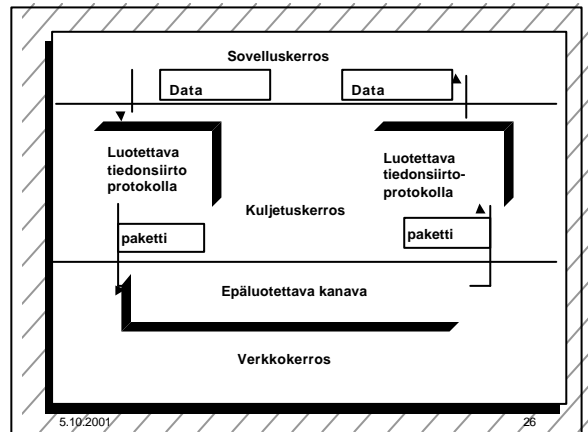 Sovelluskerros
Data
Data
Luotettava
tiedonsiirto
protokolla
Luotettava
tiedonsiirto-
protokolla
Kuljetuskerros
paketti
paketti
Epäluotettava kanava
Verkkokerros
5.10.2001
26